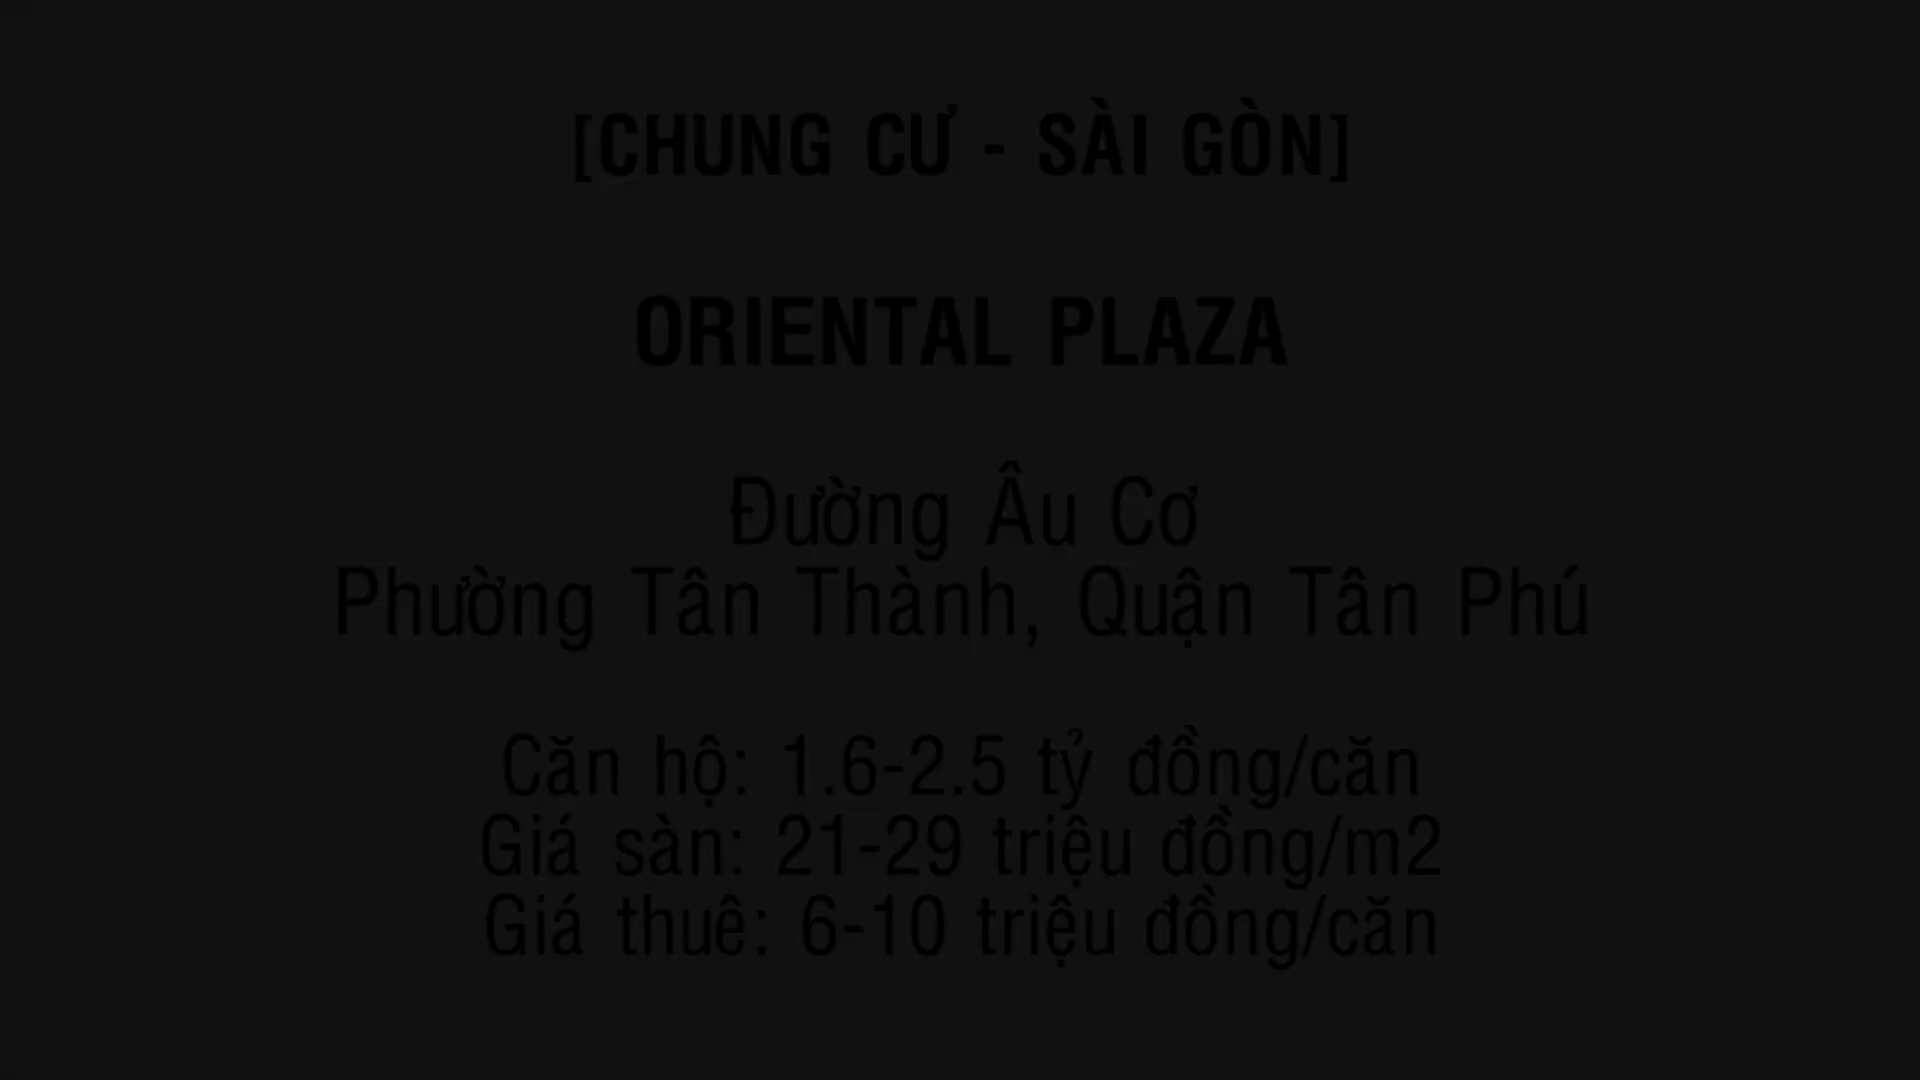 [CHUNG CƯ - SÀI GÒN]
ORIENTAL PLAZA
Đường Âu Cơ
Phường Tân Thành, Quận Tân Phú
Căn hộ: 1.6-2.5 tỷ đồng/căn
Giá sàn: 21-29 triệu đồng/m2
Giá thuê: 6-10 triệu đồng/căn